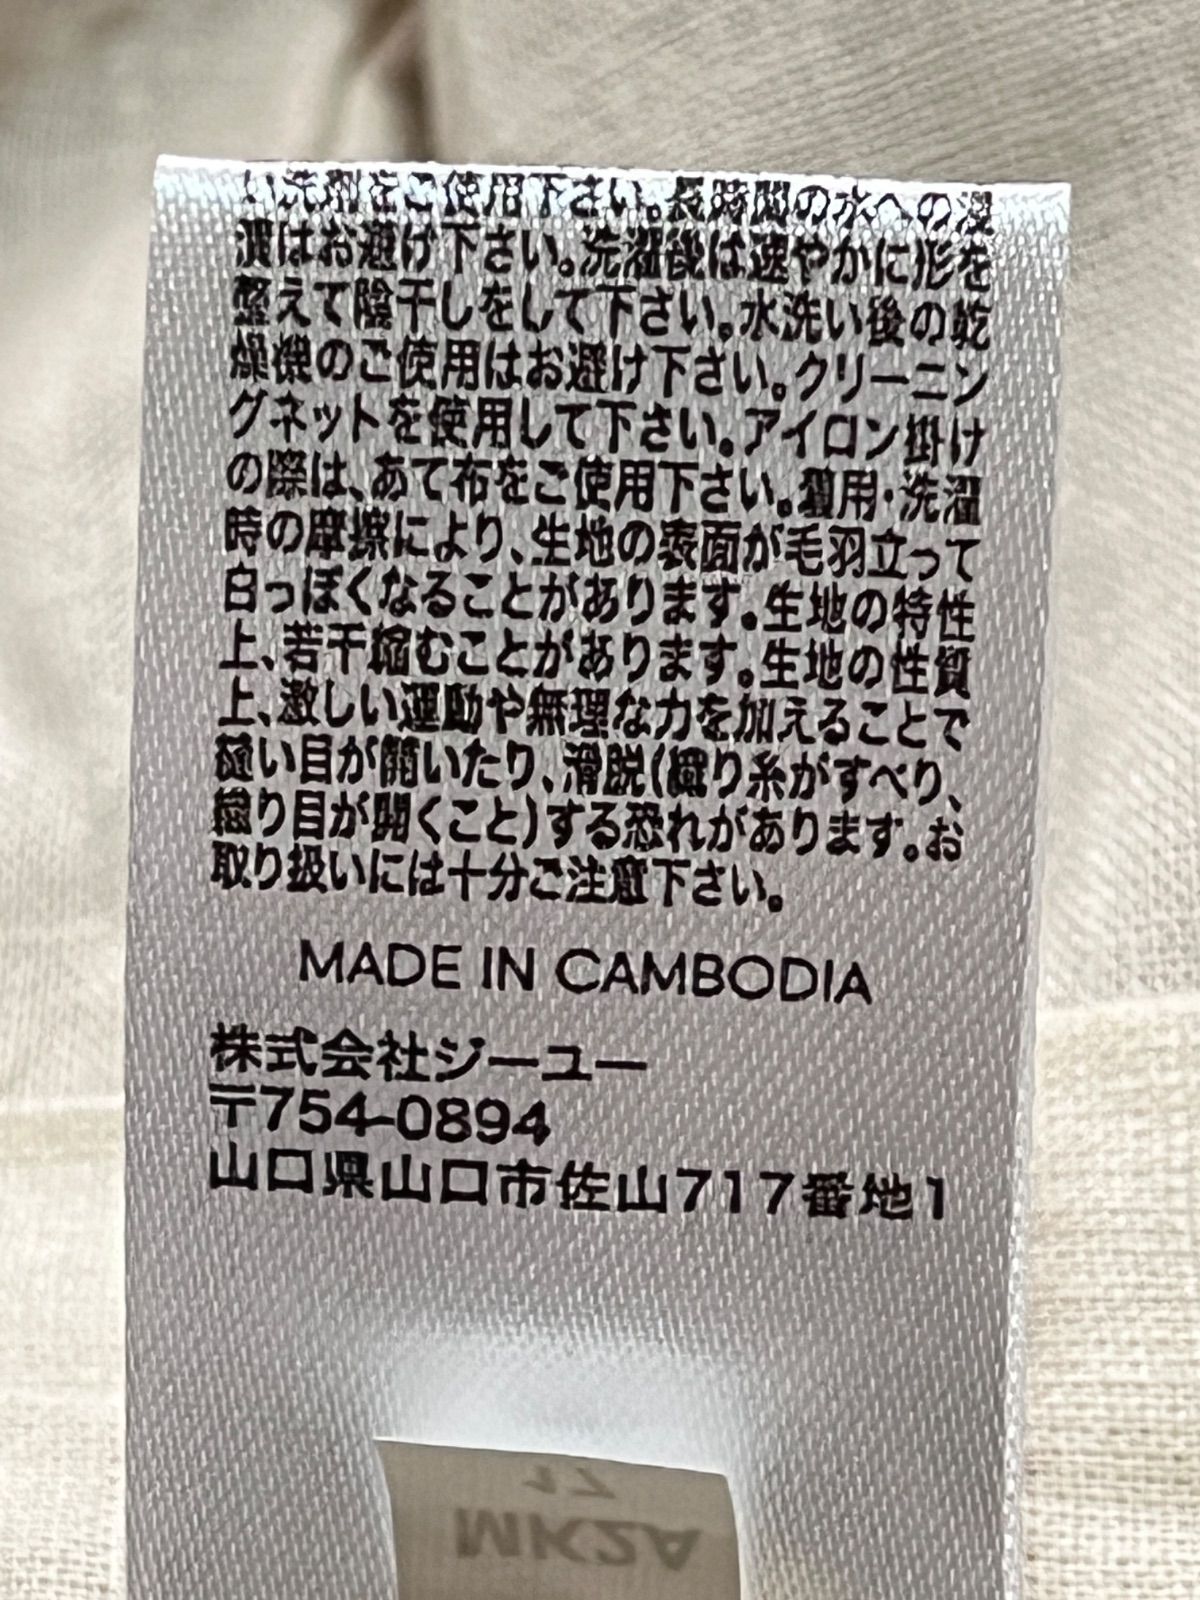 い洗剤をご使用下さい。長時間の水への浸
漬はお避け下さい。洗濯後は速やかに形を
整えて陰干しをして下さい。水洗い後の乾
燥機のご使用はお避け下さい。クリーニン
グネットを使用して下さい。アイロン掛け
の際は、あて布をご使用下さい。着用・洗濯
時の摩擦により、生地の表面が毛羽立って
白っぽくなることがあります。生地の特性
上、若干縮むことがあります。生地の性質
上、激しい運動や無理な力を加えることで
縫い目が開いたり、滑脱(織り糸がすべり、
織り目が開くこと)する恐れがあります。お
取り扱いには十分ご注意下さい。
MADE IN CAMBODIA
株式会社ジーユー
〒754-0894
山口県山口市佐山717番地1
17
MK2A